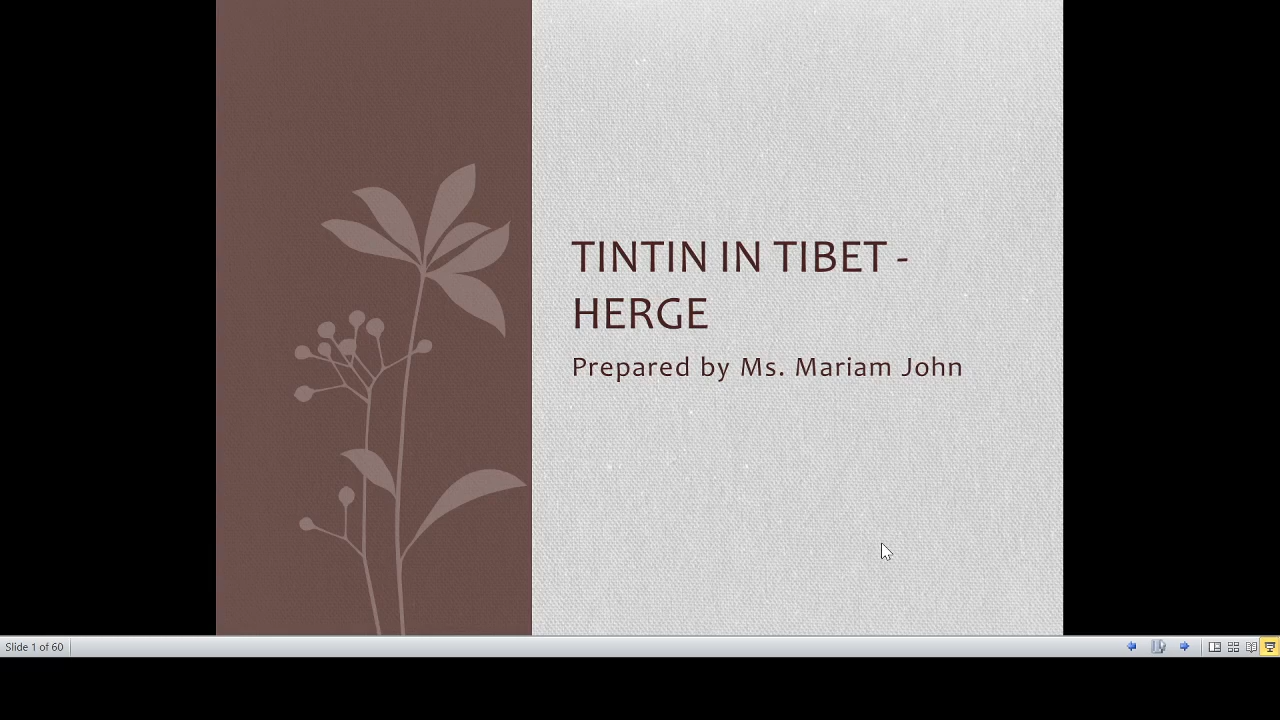 TINTIN IN TIBET -
HERGE
Prepared by Ms. Mariam John
Slide 1 of 60